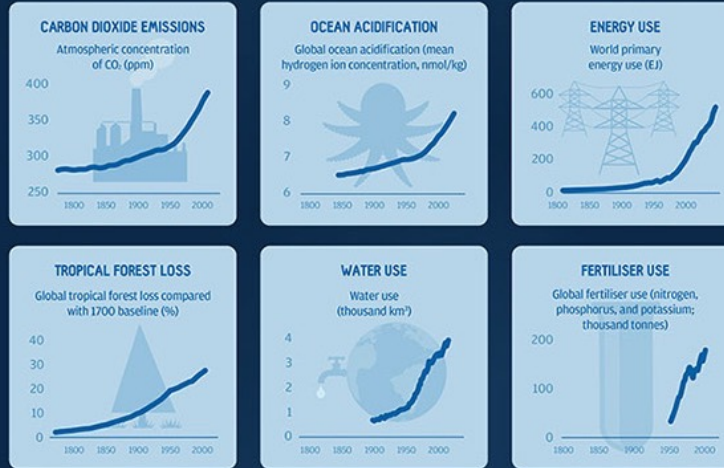 CARBON DIOXIDE EMISSIONS
Atmospheric concentration
of CO₂ (ppm)
400
350
300
250
1800 1850 1900 1950 2000
OCEAN ACIDIFICATION
Global ocean acidification (mean
hydrogen ion concentration, nmol/kg)
9
8
7
6
1800 1850 1900 1950 2000
ENERGY USE
World primary
energy use (EJ)
600
400
200
0
1800 1850 1900 1950 2000
TROPICAL FOREST LOSS
Global tropical forest loss compared
with 1700 baseline (%)
40
30
20
10
0
1800 1850 1900 1950 2000
WATER USE
Water use
(thousand km³)
4
3
2
1
0
1800 1850 1900 1950 2000
FERTILISER USE
Global fertiliser use (nitrogen,
phosphorus, and potassium;
thousand tonnes)
200
100
0
1800 1850 1900 1950 2000